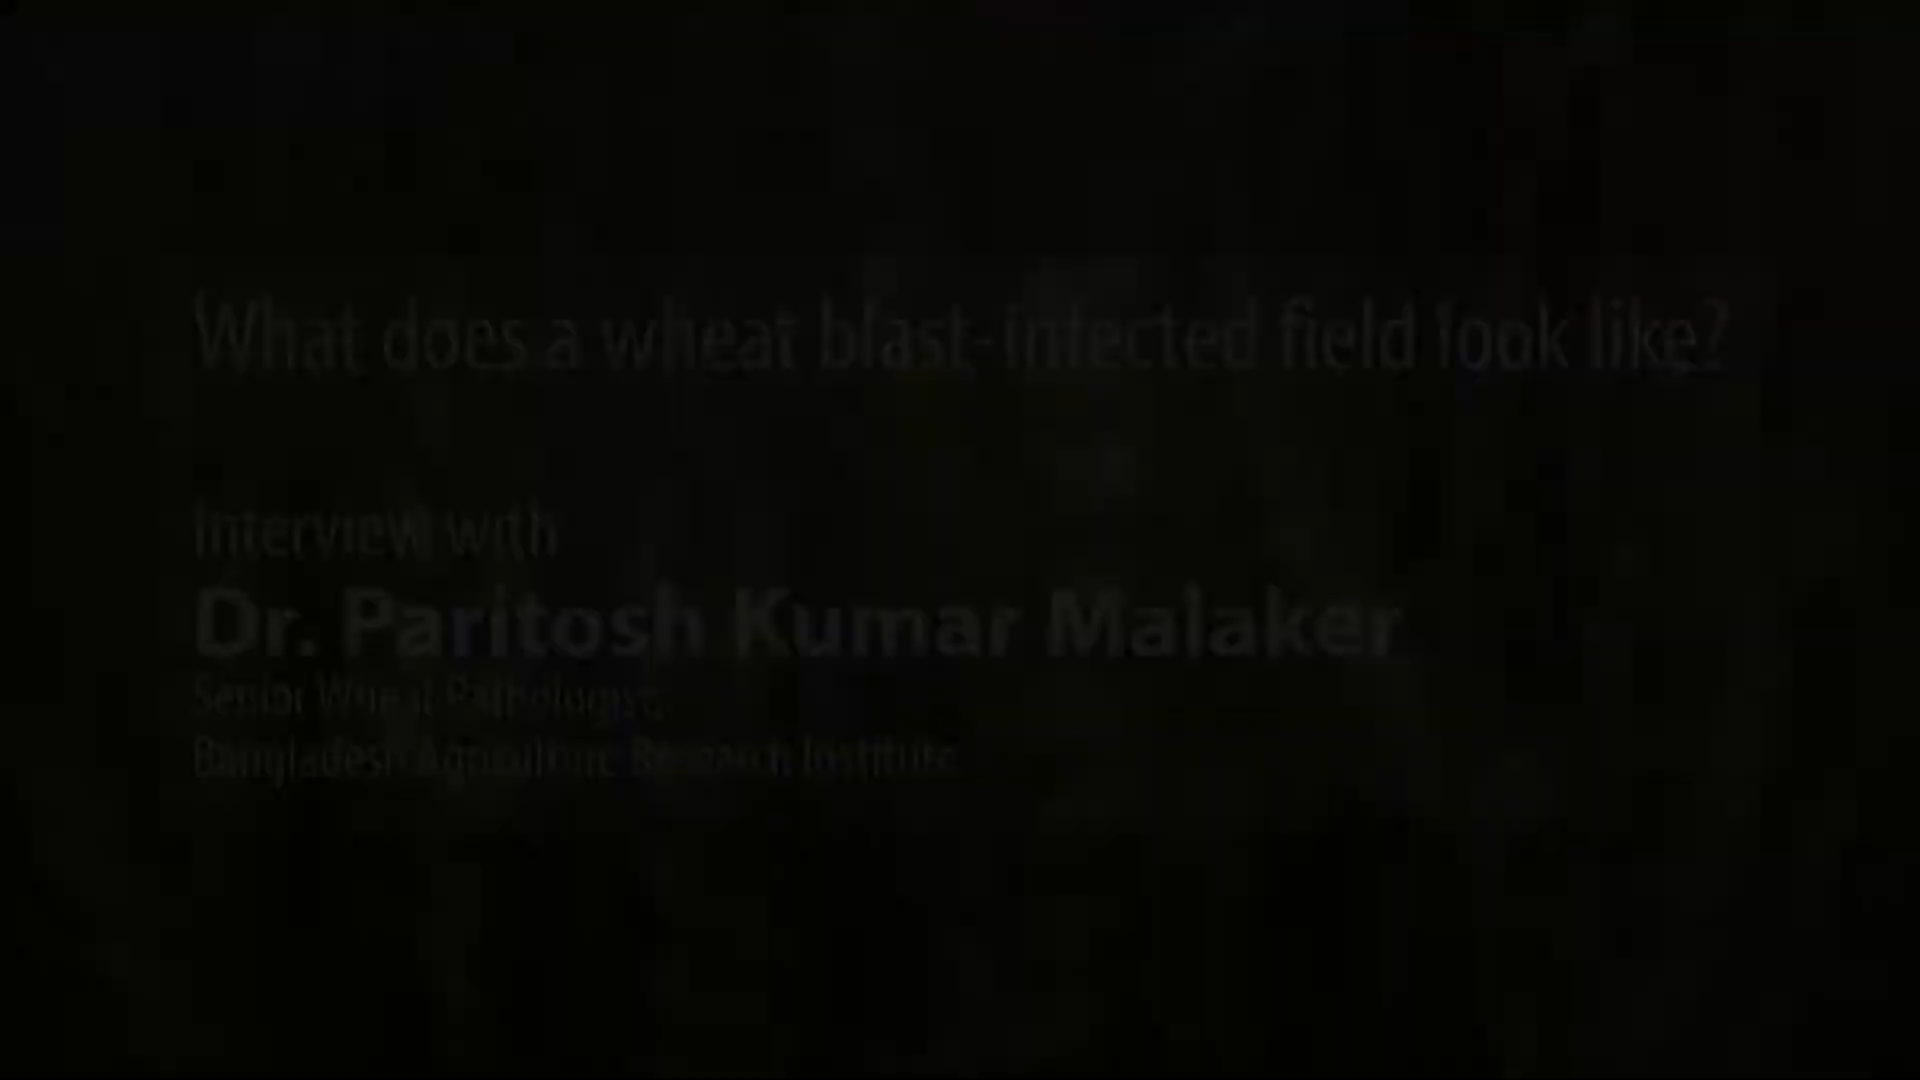 What does a wheat blast-infected field look like?
Interview with
Dr. Paritosh Kumar Malaker
Senior Wheat Pathologist,
Bangladesh Agriculture Research Institute